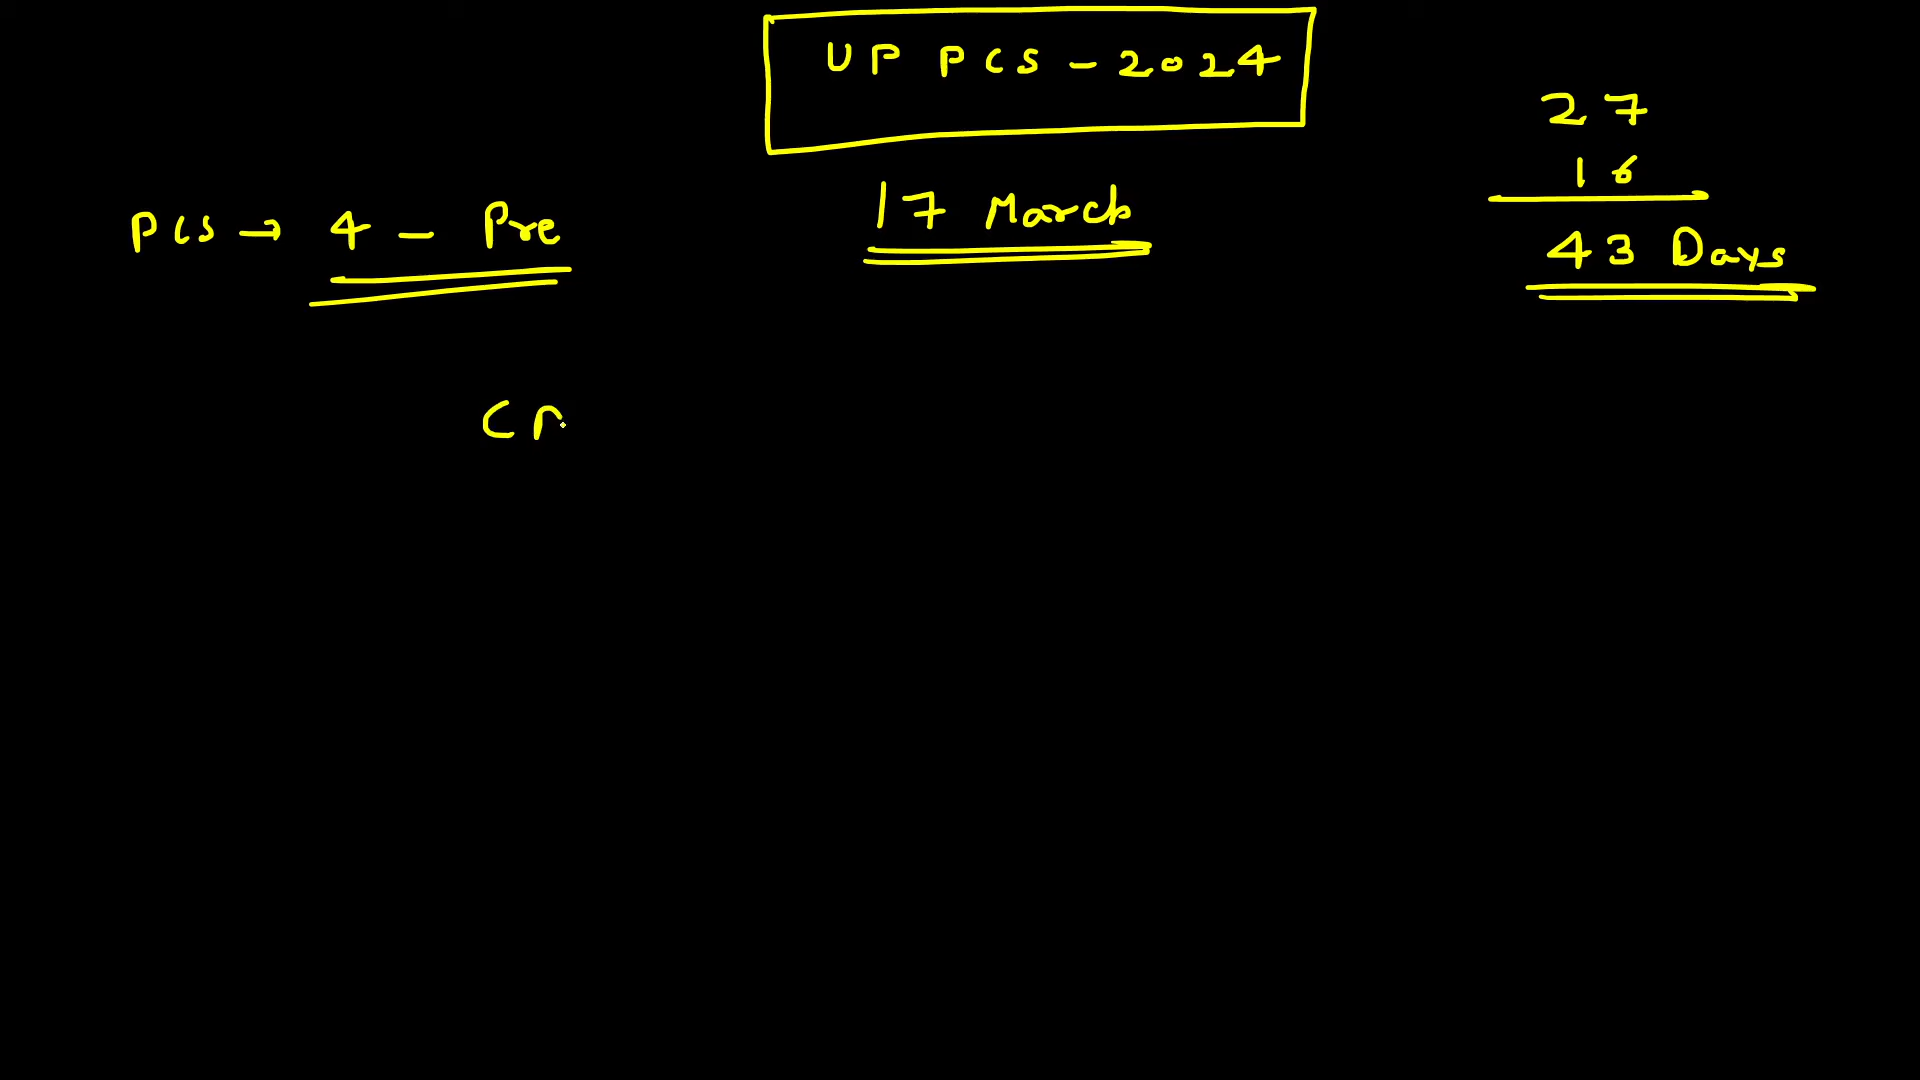 UP PCS - 2024
27
16
43 Days
17 March
PCS → 4 - Pre